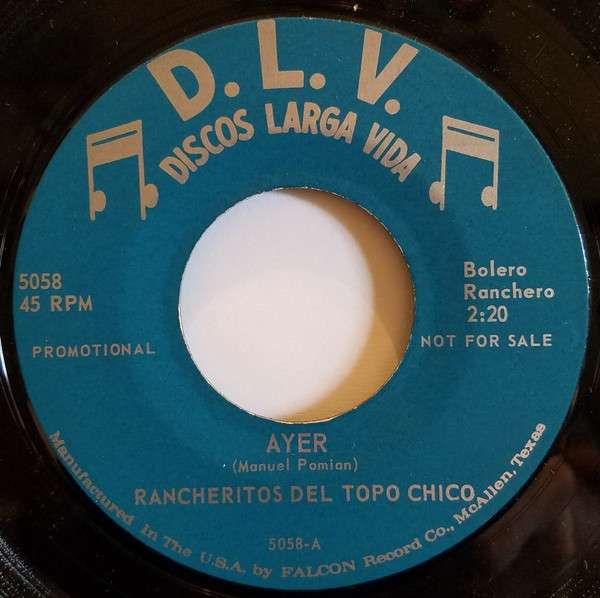 D. L. V.
DISCOS LARGA VIDA
5058
45 RPM
PROMOTIONAL
Bolero
Ranchero
2:20
NOT FOR SALE
AYER
(Manuel Pomian)
RANCHERITOS DEL TOPO CHICO
5058-A
Manufactured In The U.S.A. by FALCON Record Co., McAllen, Texas